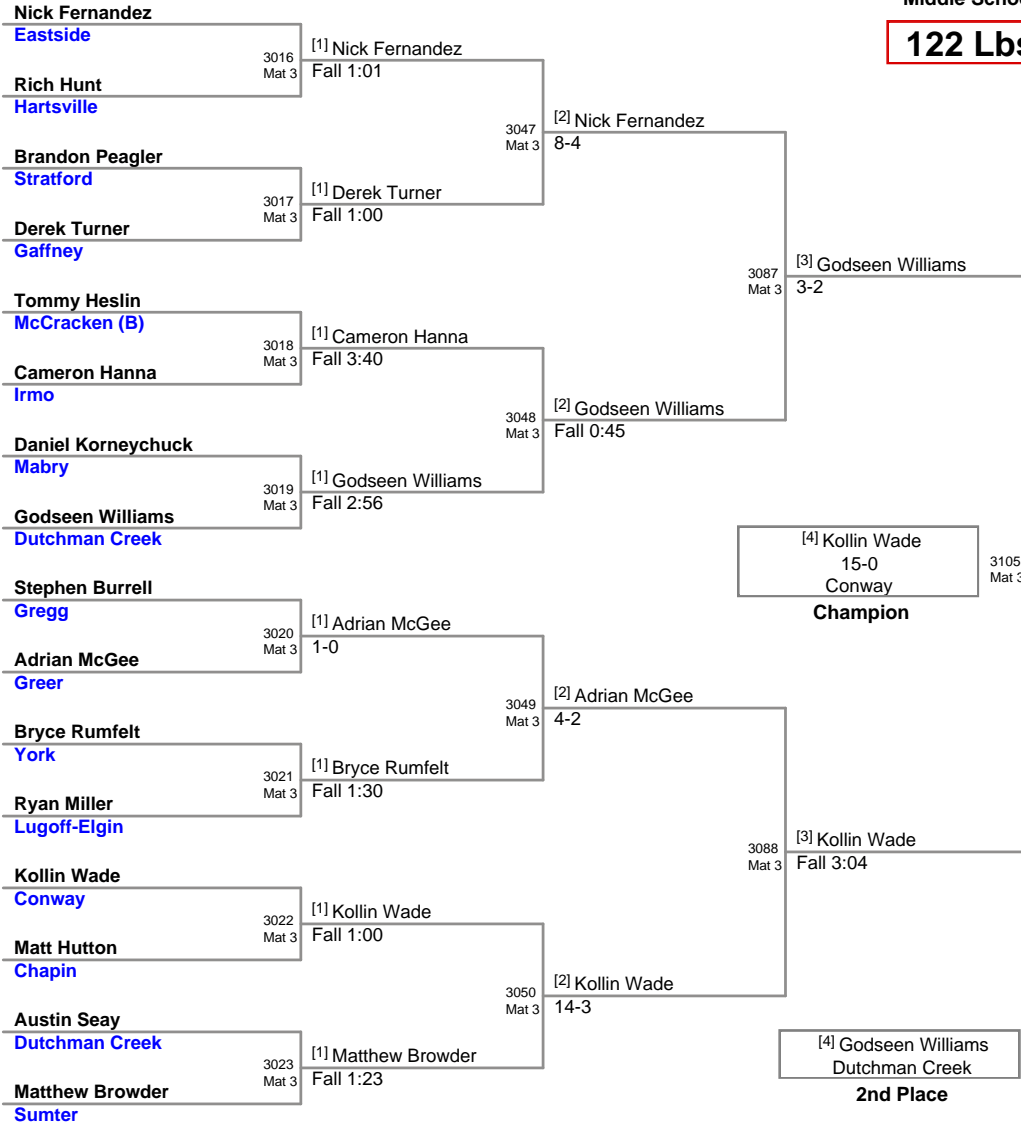 Middle Schoo
122 Lbs
Nick Fernandez
Eastside
3016
Mat 3
[1] Nick Fernandez
Fall 1:01
Rich Hunt
Hartsville
3047
Mat 3
[2] Nick Fernandez
8-4
Brandon Peagler
Stratford
3017
Mat 3
[1] Derek Turner
Fall 1:00
Derek Turner
Gaffney
3087
Mat 3
[3] Godseen Williams
3-2
Tommy Heslin
McCracken (B)
3018
Mat 3
[1] Cameron Hanna
Fall 3:40
Cameron Hanna
Irmo
3048
Mat 3
[2] Godseen Williams
Fall 0:45
Daniel Korneychuck
Mabry
3019
Mat 3
[1] Godseen Williams
Fall 2:56
Godseen Williams
Dutchman Creek
[4] Kollin Wade
15-0
Conway
Champion
3105
Mat 3
Stephen Burrell
Gregg
3020
Mat 3
[1] Adrian McGee
1-0
Adrian McGee
Greer
3049
Mat 3
[2] Adrian McGee
4-2
Bryce Rumfelt
York
3021
Mat 3
[1] Bryce Rumfelt
Fall 1:30
Ryan Miller
Lugoff-Elgin
3088
Mat 3
[3] Kollin Wade
Fall 3:04
Kollin Wade
Conway
3022
Mat 3
[1] Kollin Wade
Fall 1:00
Matt Hutton
Chapin
3050
Mat 3
[2] Kollin Wade
14-3
Austin Seay
Dutchman Creek
3023
Mat 3
[1] Matthew Browder
Fall 1:23
Matthew Browder
Sumter
[4] Godseen Williams
Dutchman Creek
2nd Place